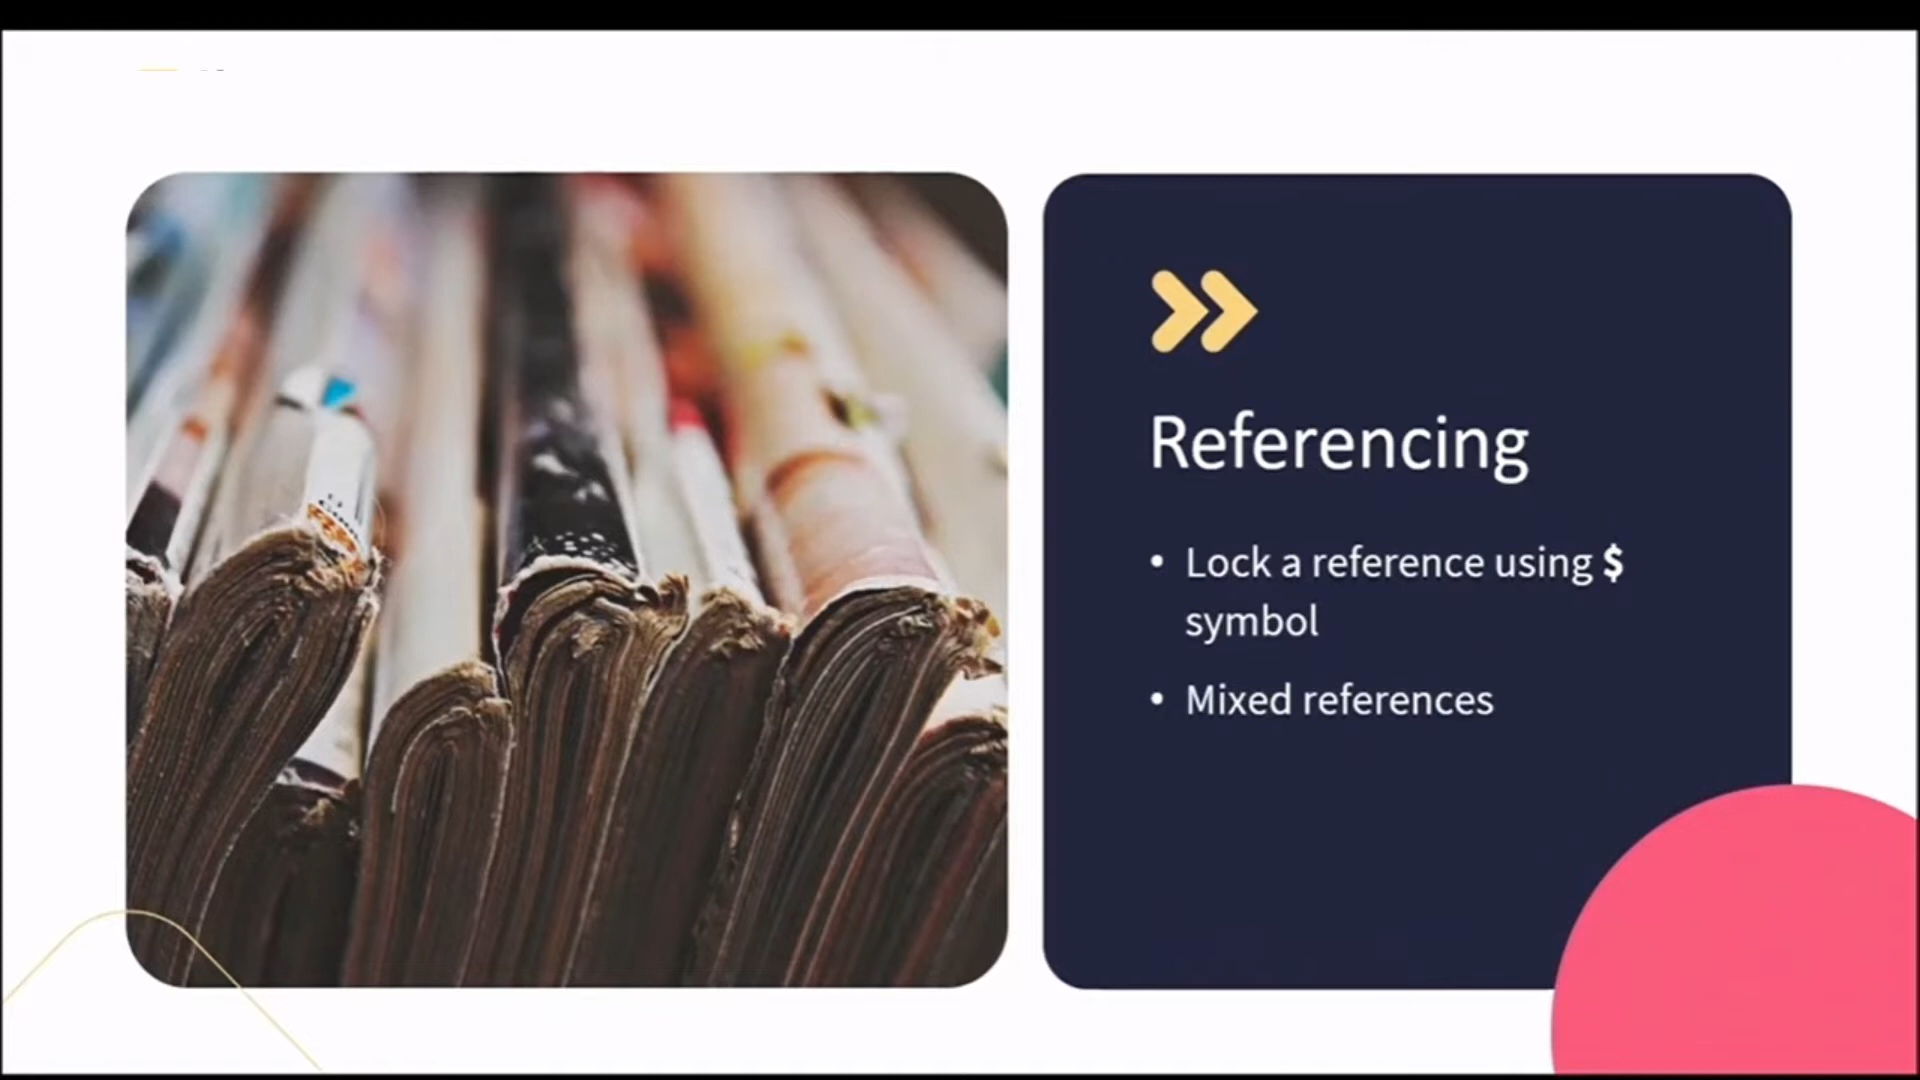 Referencing
• Lock a reference using $
symbol
• Mixed references